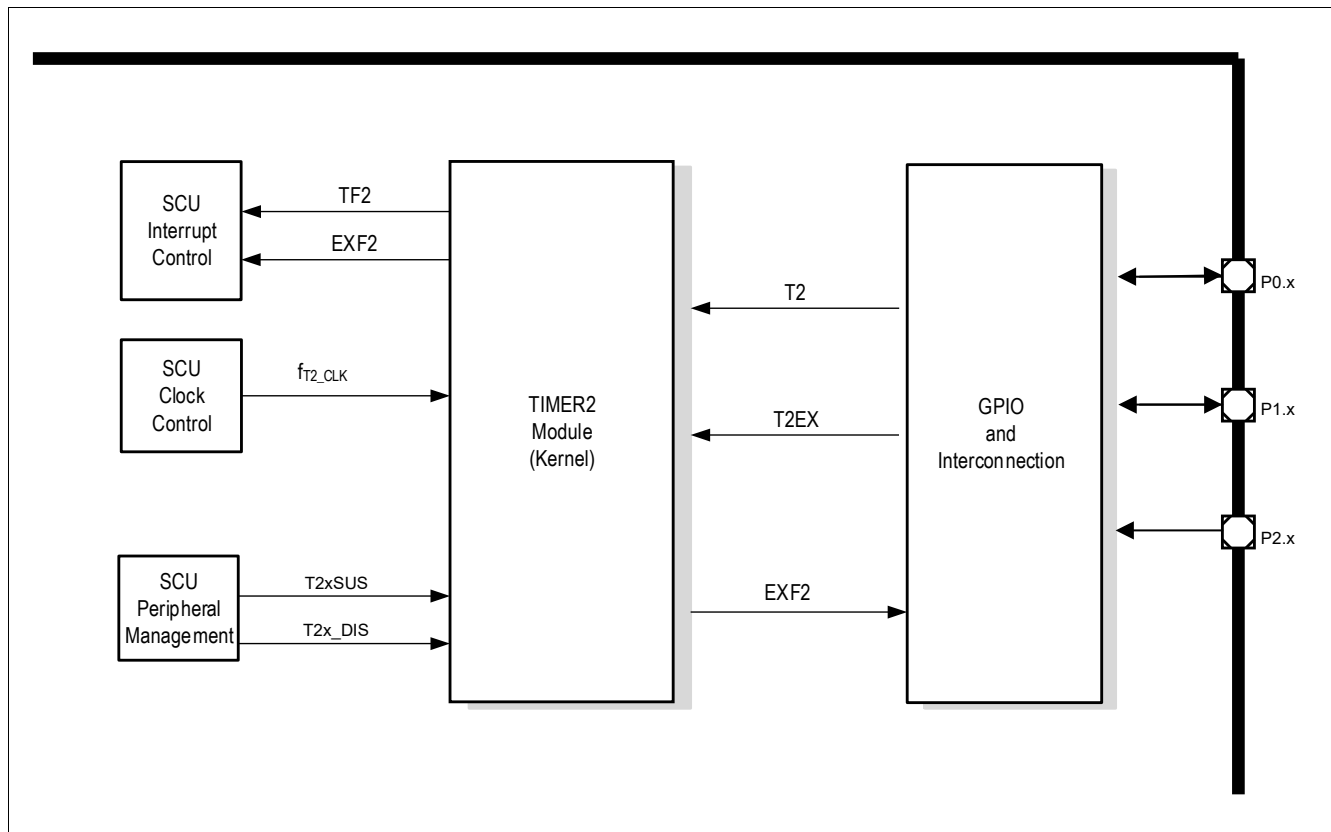 SCU
Interrupt
Control
TF2
EXF2
SCU
Clock
Control
fT2_CLK
SCU
Peripheral
Management
T2xSUS
T2x_DIS
TIMER2
Module
(Kernel)
T2
T2EX
EXF2
GPIO
and
Interconnection
P0.x
P1.x
P2.x